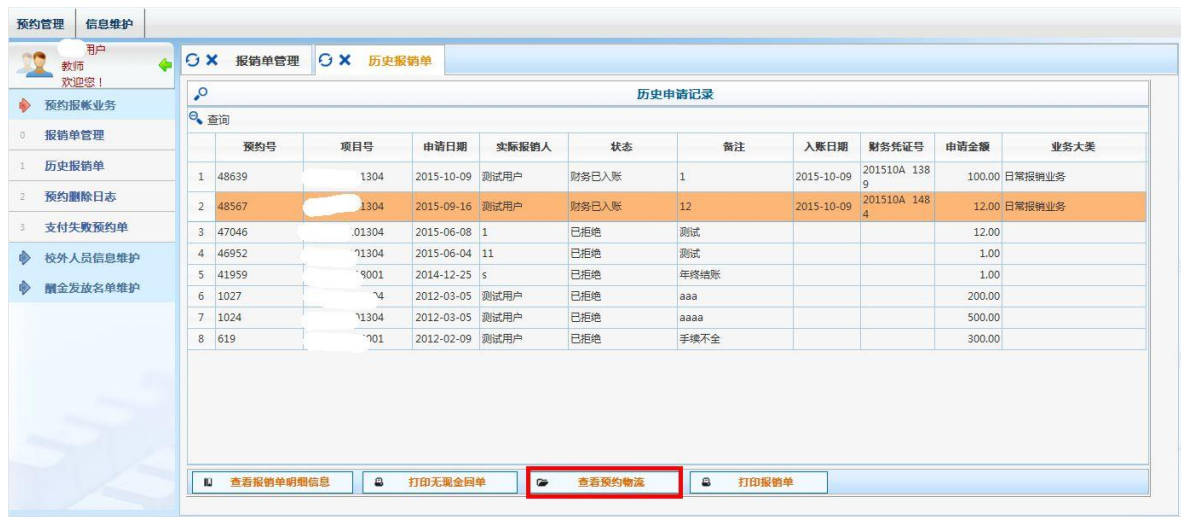 预约管理 信息维护
用户
教师
欢迎您！
预约报帐业务
0 报销单管理
1 历史报销单
2 预约删除日志
3 支付失败预约单
校外人员信息维护
酬金发放名单维护
报销单管理 历史报销单
历史申请记录
查询
预约号 项目号 申请日期 实际报销人 状态 备注 入账日期 财务凭证号 申请金额 业务大类
1 48639 1304 2015-10-09 测试用户 财务已入账 1 2015-10-09 201510A 1389 100.00 日常报销业务
2 48567 1304 2015-09-16 测试用户 财务已入账 12 2015-10-09 201510A 1484 12.00 日常报销业务
3 47046 01304 2015-06-08 1 已拒绝 测试 12.00
4 46952 01304 2015-06-04 11 已拒绝 测试 1.00
5 41959 8001 2014-12-25 s 已拒绝 年终结账 1.00
6 1027 04 2012-03-05 测试用户 已拒绝 aaa 200.00
7 1024 01304 2012-03-05 测试用户 已拒绝 aaaa 500.00
8 619 001 2012-02-09 测试用户 已拒绝 手续不全 300.00
查看报销单明细信息 打印无现金回单 查看预约物流 打印报销单